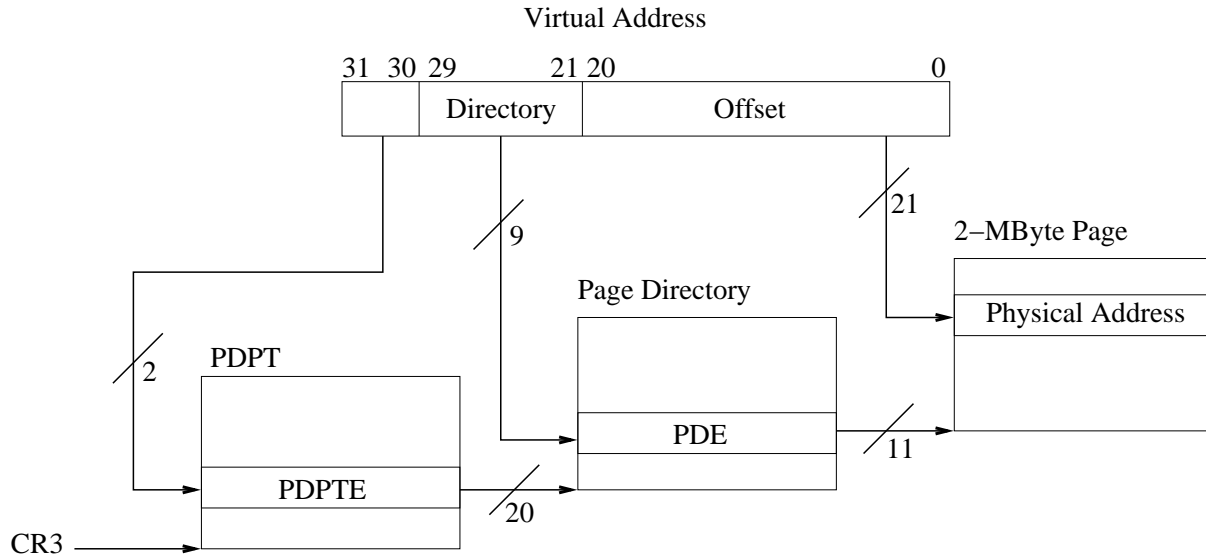 Virtual Address
31 30 29 21 20 0
Directory Offset
9
21
2−MByte Page
Page Directory
Physical Address
2
PDPT
PDE
11
PDPTE
20
CR3